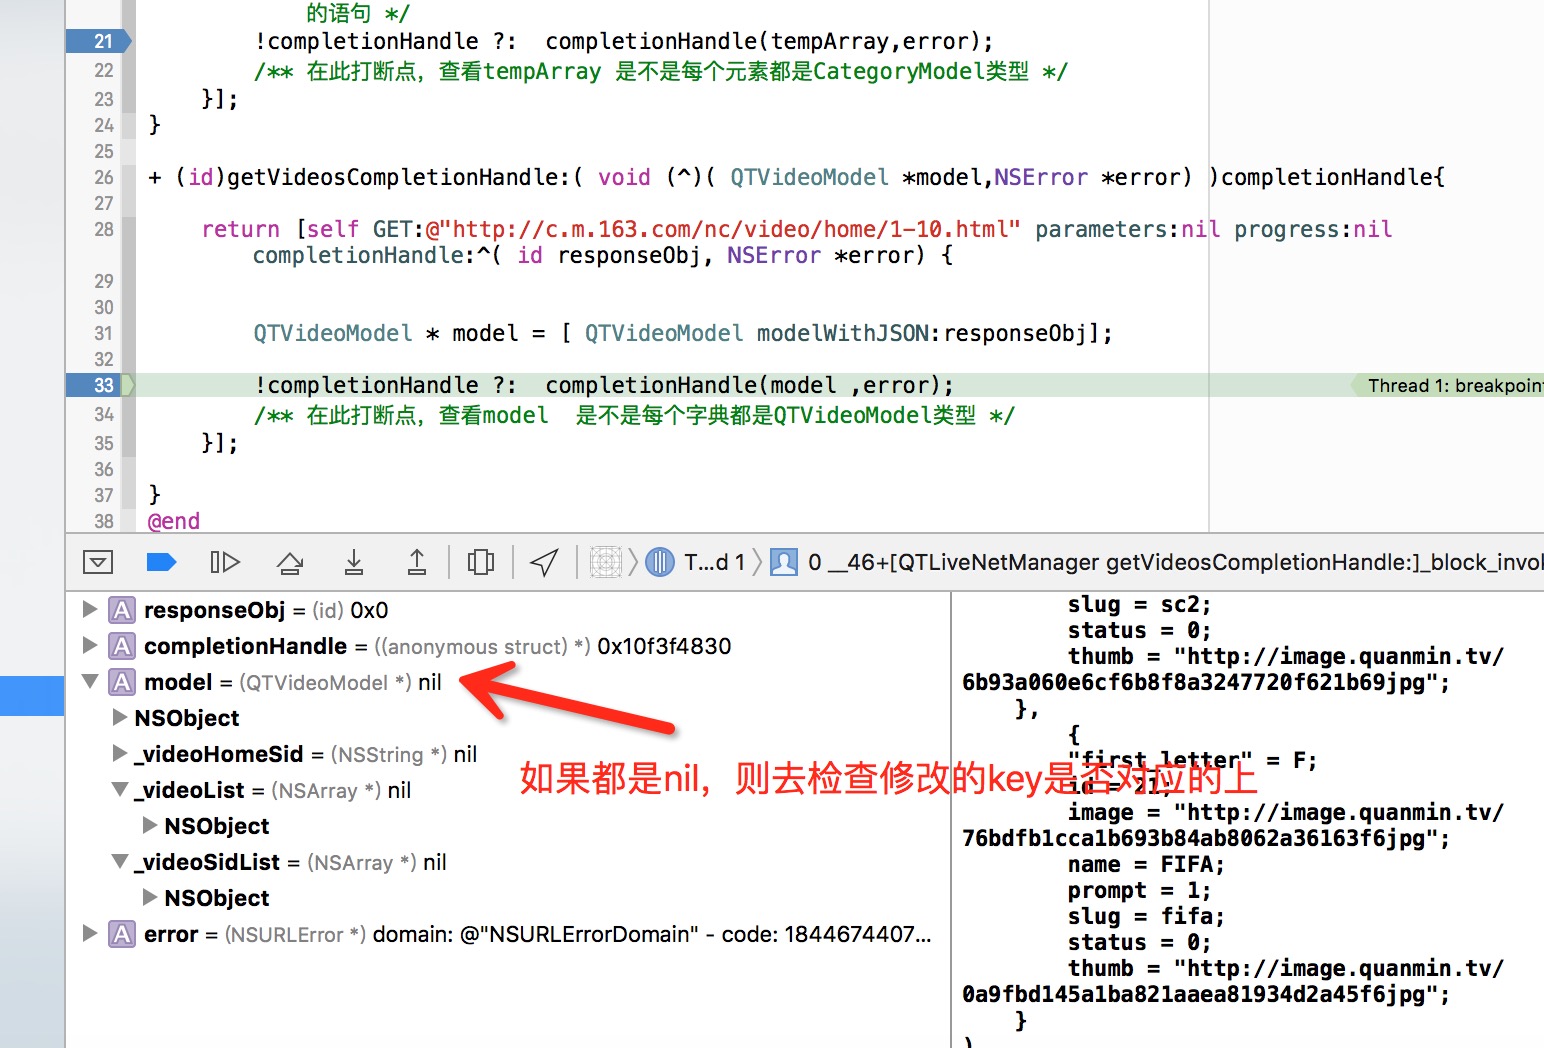 的语句 */
21 !completionHandle ?:  completionHandle(tempArray,error);
22 /** 在此打断点，查看tempArray 是不是每个元素都是CategoryModel类型 */
23 }];
24 }
25
26 + (id)getVideosCompletionHandle:( void (^)( QTVideoModel *model,NSError *error) )completionHandle{
27
28 return [self GET:@"http://c.m.163.com/nc/video/home/1-10.html" parameters:nil progress:nil
completionHandle:^( id responseObj, NSError *error) {
29
30
31 QTVideoModel * model = [ QTVideoModel modelWithJSON:responseObj];
32
33 !completionHandle ?:  completionHandle(model ,error); Thread 1: breakpoint
34 /** 在此打断点，查看model  是不是每个字典都是QTVideoModel类型 */
35 }];
36
37 }
38 @end
T...d 1 0 __46+[QTLiveNetManager getVideosCompletionHandle:]_block_invok
A responseObj = (id) 0x0
A completionHandle = ((anonymous struct) *) 0x10f3f4830
A model = (QTVideoModel *) nil
NSObject
_videoHomeSid = (NSString *) nil
_videoList = (NSArray *) nil
NSObject
_videoSidList = (NSArray *) nil
NSObject
A error = (NSURLError *) domain: @"NSURLErrorDomain" - code: 1844674407...
如果都是nil，则去检查修改的key是否对应的上
slug = sc2;
status = 0;
thumb = "http://image.quanmin.tv/
6b93a060e6cf6b8f8a3247720f621b69jpg";
},
{
"first_letter" = F;
id = 21;
image = "http://image.quanmin.tv/
76bdfb1cca1b693b84ab8062a36163f6jpg";
name = FIFA;
prompt = 1;
slug = fifa;
status = 0;
thumb = "http://image.quanmin.tv/
0a9fbd145a1ba821aaea81934d2a45f6jpg";
}
)